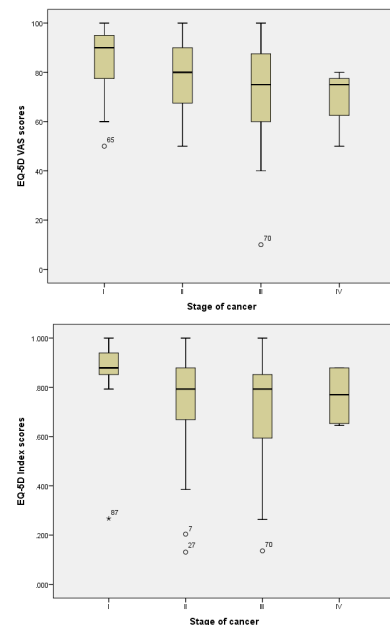 EQ-5D VAS scores
100
80
60
40
20
0
65
70
I
II
III
IV
Stage of cancer
EQ-5D Index scores
1.000
.800
.600
.400
.200
.000
87
7
27
70
I
II
III
IV
Stage of cancer